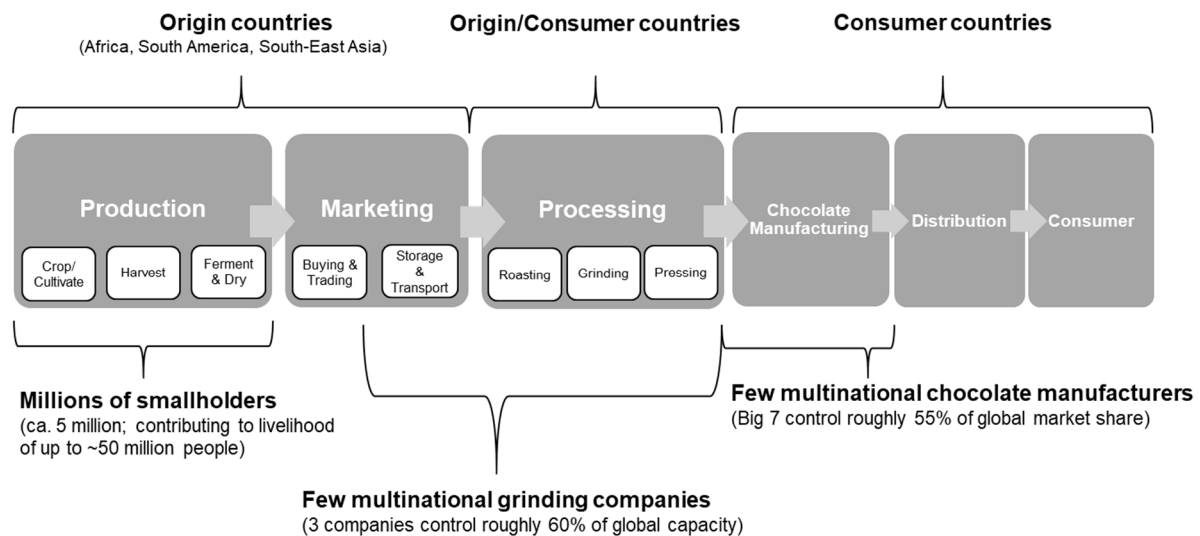 Origin countries
(Africa, South America, South-East Asia)
Origin/Consumer countries
Consumer countries
Production
Crop/
Cultivate
Harvest
Ferment
& Dry
Marketing
Buying &
Trading
Storage
&
Transport
Processing
Roasting
Grinding
Pressing
Chocolate
Manufacturing
Distribution
Consumer
Millions of smallholders
(ca. 5 million; contributing to livelihood
of up to ~50 million people)
Few multinational grinding companies
(3 companies control roughly 60% of global capacity)
Few multinational chocolate manufacturers
(Big 7 control roughly 55% of global market share)